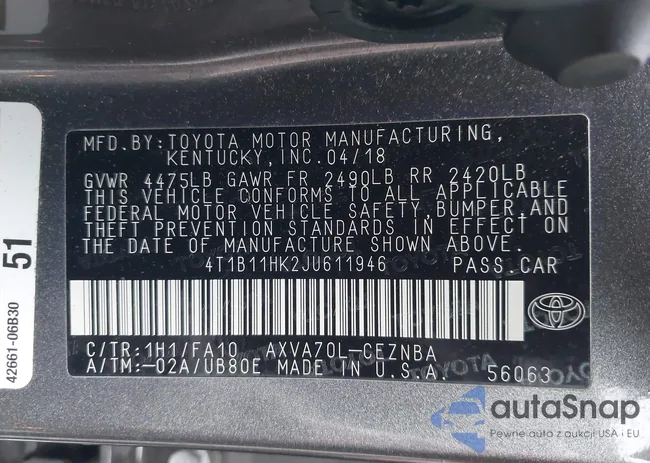 MFD.BY:TOYOTA MOTOR MANUFACTURING,
KENTUCKY,INC.04/18
GVWR 4475LB GAWR FR 2490LB RR 2420LB
THIS VEHICLE CONFORMS TO ALL APPLICABLE
FEDERAL MOTOR VEHICLE SAFETY,BUMPER,AND
THEFT PREVENTION STANDARDS IN EFFECT ON
THE DATE OF MANUFACTURE SHOWN ABOVE.
4T1B11HK2JU611946 PASS.CAR
C/TR:1H1/FA10 AXVA70L-CEZNBA
A/TM:-02A/UB80E MADE IN U.S.A. 56063
51
42661-06B30
autaSnap
Pewne auta z aukcji USA i EU